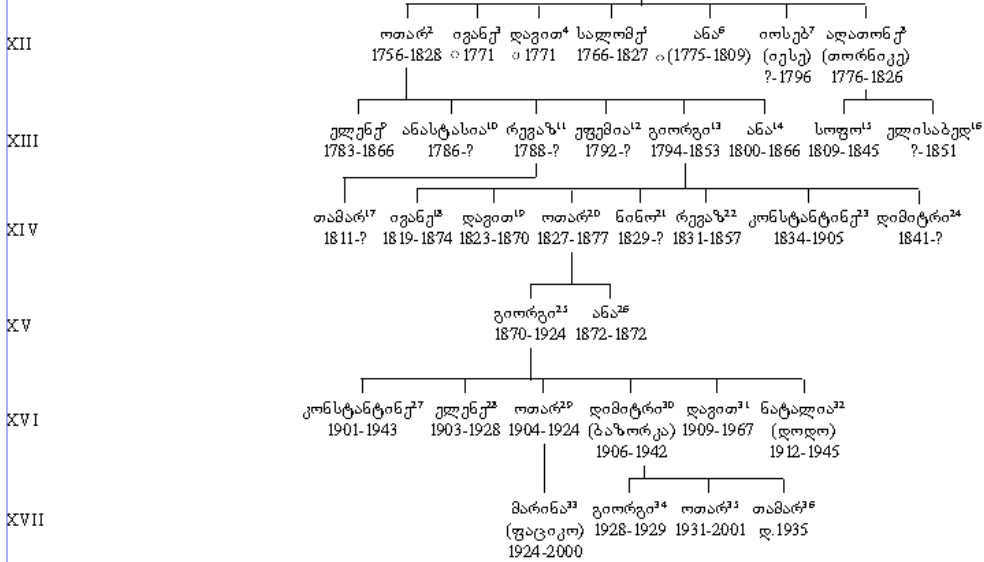 XII
ოთარ² ივანე³ დავით⁴ სალომე⁵ ანა⁶ იოსებ⁷ აღათონე⁸
1756-1828 ○ 1771 ○ 1771 1766-1827 ○(1775-1809) (იესე) (თორნიკე)
?-1796 1776-1826
XIII
ელენე⁹ ანასტასია¹⁰ რევაზ¹¹ ეფემია¹² გიორგი¹³ ანა¹⁴ სოფო¹⁵ ელისაბედ¹⁶
1783-1866 1786-? 1788-? 1792-? 1794-1853 1800-1866 1809-1845 ?-1851
XIV
თამარ¹⁷ ივანე¹⁸ დავით¹⁹ ოთარ²⁰ ნინო²¹ რევაზ²² კონსტანტინე²³ დიმიტრი²⁴
1811-? 1819-1874 1823-1870 1827-1877 1829-? 1831-1857 1834-1905 1841-?
XV
გიორგი²⁵ ანა²⁶
1870-1924 1872-1872
XVI
კონსტანტინე²⁷ ელენე²⁸ ოთარ²⁹ დიმიტრი³⁰ დავით³¹ ნატალია³²
1901-1943 1903-1928 1904-1924 (ბაზორკა) 1909-1967 (დოდო)
1906-1942 1912-1945
XVII
მარინა³³ გიორგი³⁴ ოთარ³⁵ თამარ³⁶
(ფაციკო) 1928-1929 1931-2001 დ.1935
1924-2000